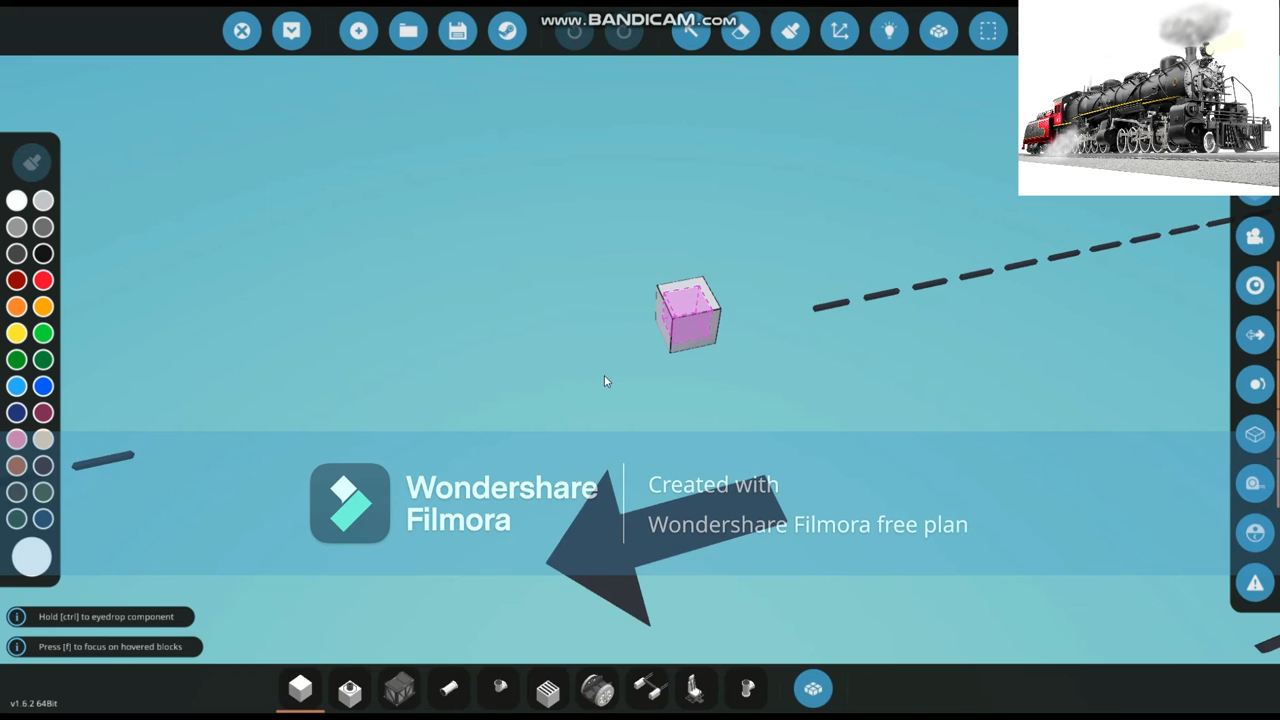 www.BANDICAM.com
Wondershare
Filmora
Created with
Wondershare Filmora free plan
Hold [ctrl] to eyedrop component
Press [f] to focus on hovered blocks
v1.6.2 64Bit